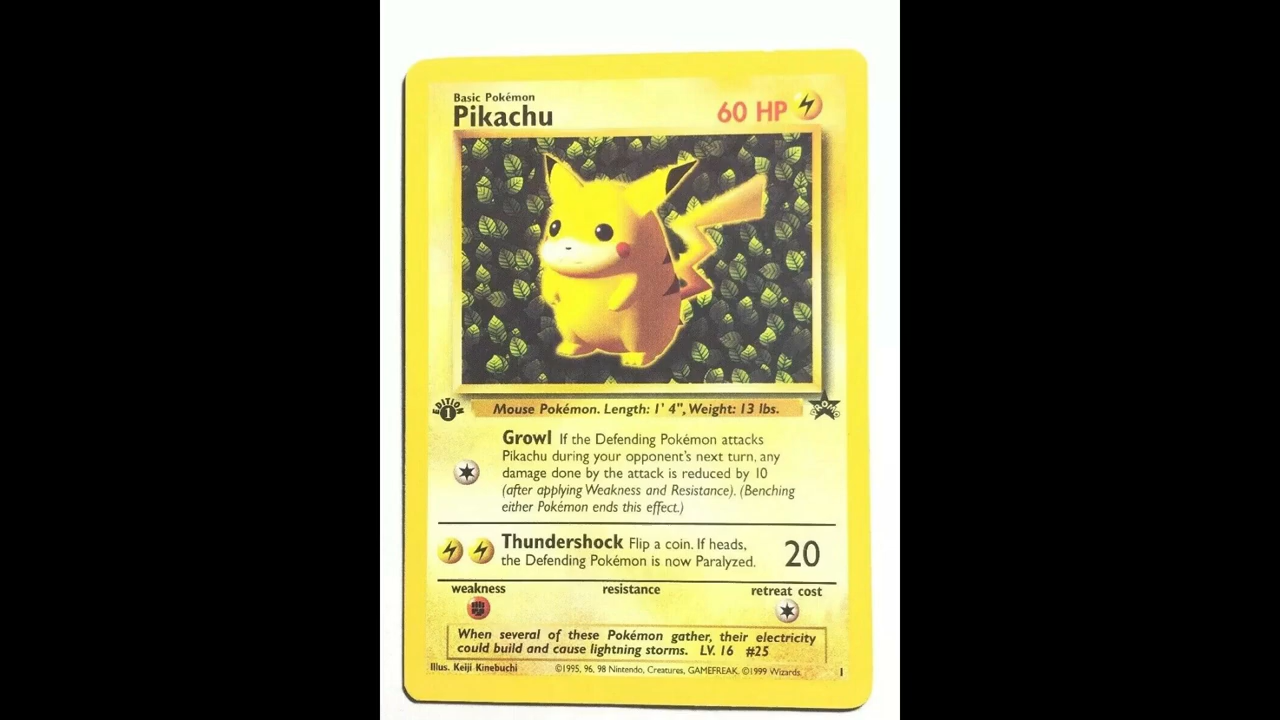 Basic Pokémon
Pikachu
60 HP
Mouse Pokémon. Length: 1' 4", Weight: 13 lbs.
EDITION
1
PROMO
Growl If the Defending Pokémon attacks
Pikachu during your opponent's next turn, any
damage done by the attack is reduced by 10
(after applying Weakness and Resistance). (Benching
either Pokémon ends this effect.)
Thundershock Flip a coin. If heads,
the Defending Pokémon is now Paralyzed.
20
weakness
resistance
retreat cost
When several of these Pokémon gather, their electricity
could build and cause lightning storms. LV. 16 #25
Illus. Keiji Kinebuchi
©1995, 96, 98 Nintendo, Creatures, GAMEFREAK. ©1999 Wizards.
1